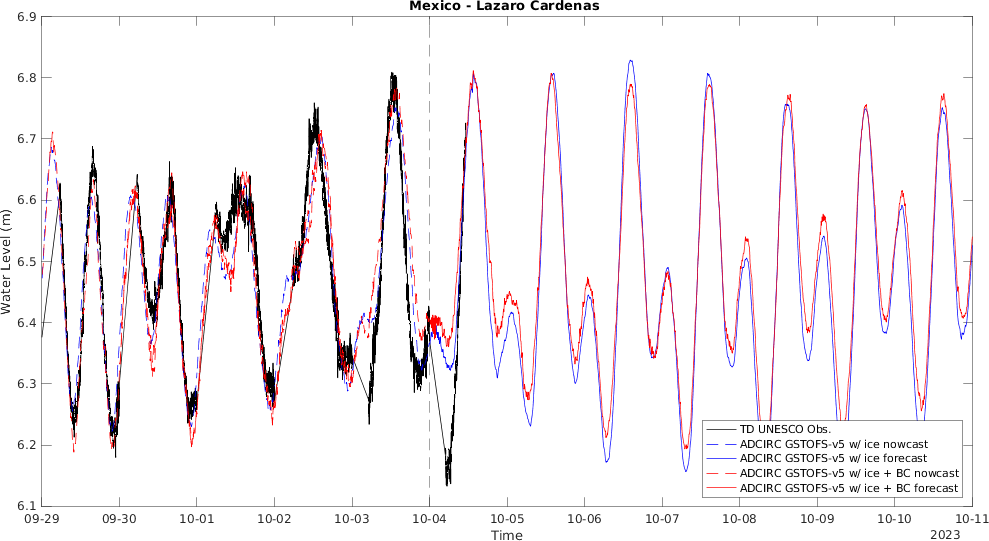 Mexico - Lazaro Cardenas
Water Level (m)
6.9
6.8
6.7
6.6
6.5
6.4
6.3
6.2
6.1
TD UNESCO Obs.
ADCIRC GSTOFS-v5 w/ ice nowcast
ADCIRC GSTOFS-v5 w/ ice forecast
ADCIRC GSTOFS-v5 w/ ice + BC nowcast
ADCIRC GSTOFS-v5 w/ ice + BC forecast
09-29 09-30 10-01 10-02 10-03 10-04 10-05 10-06 10-07 10-08 10-09 10-10 10-11
Time
2023